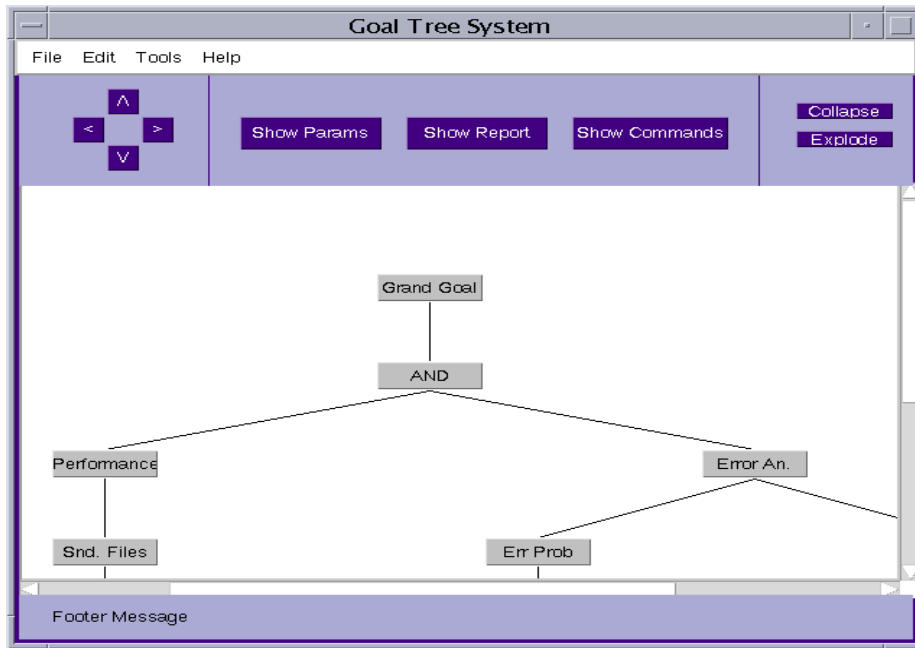 Goal Tree System
File Edit Tools Help
^
< >
V
Show Params Show Report Show Commands
Collapse
Explode
Grand Goal
AND
Performance Error An.
Snd. Files Err Prob
Footer Message